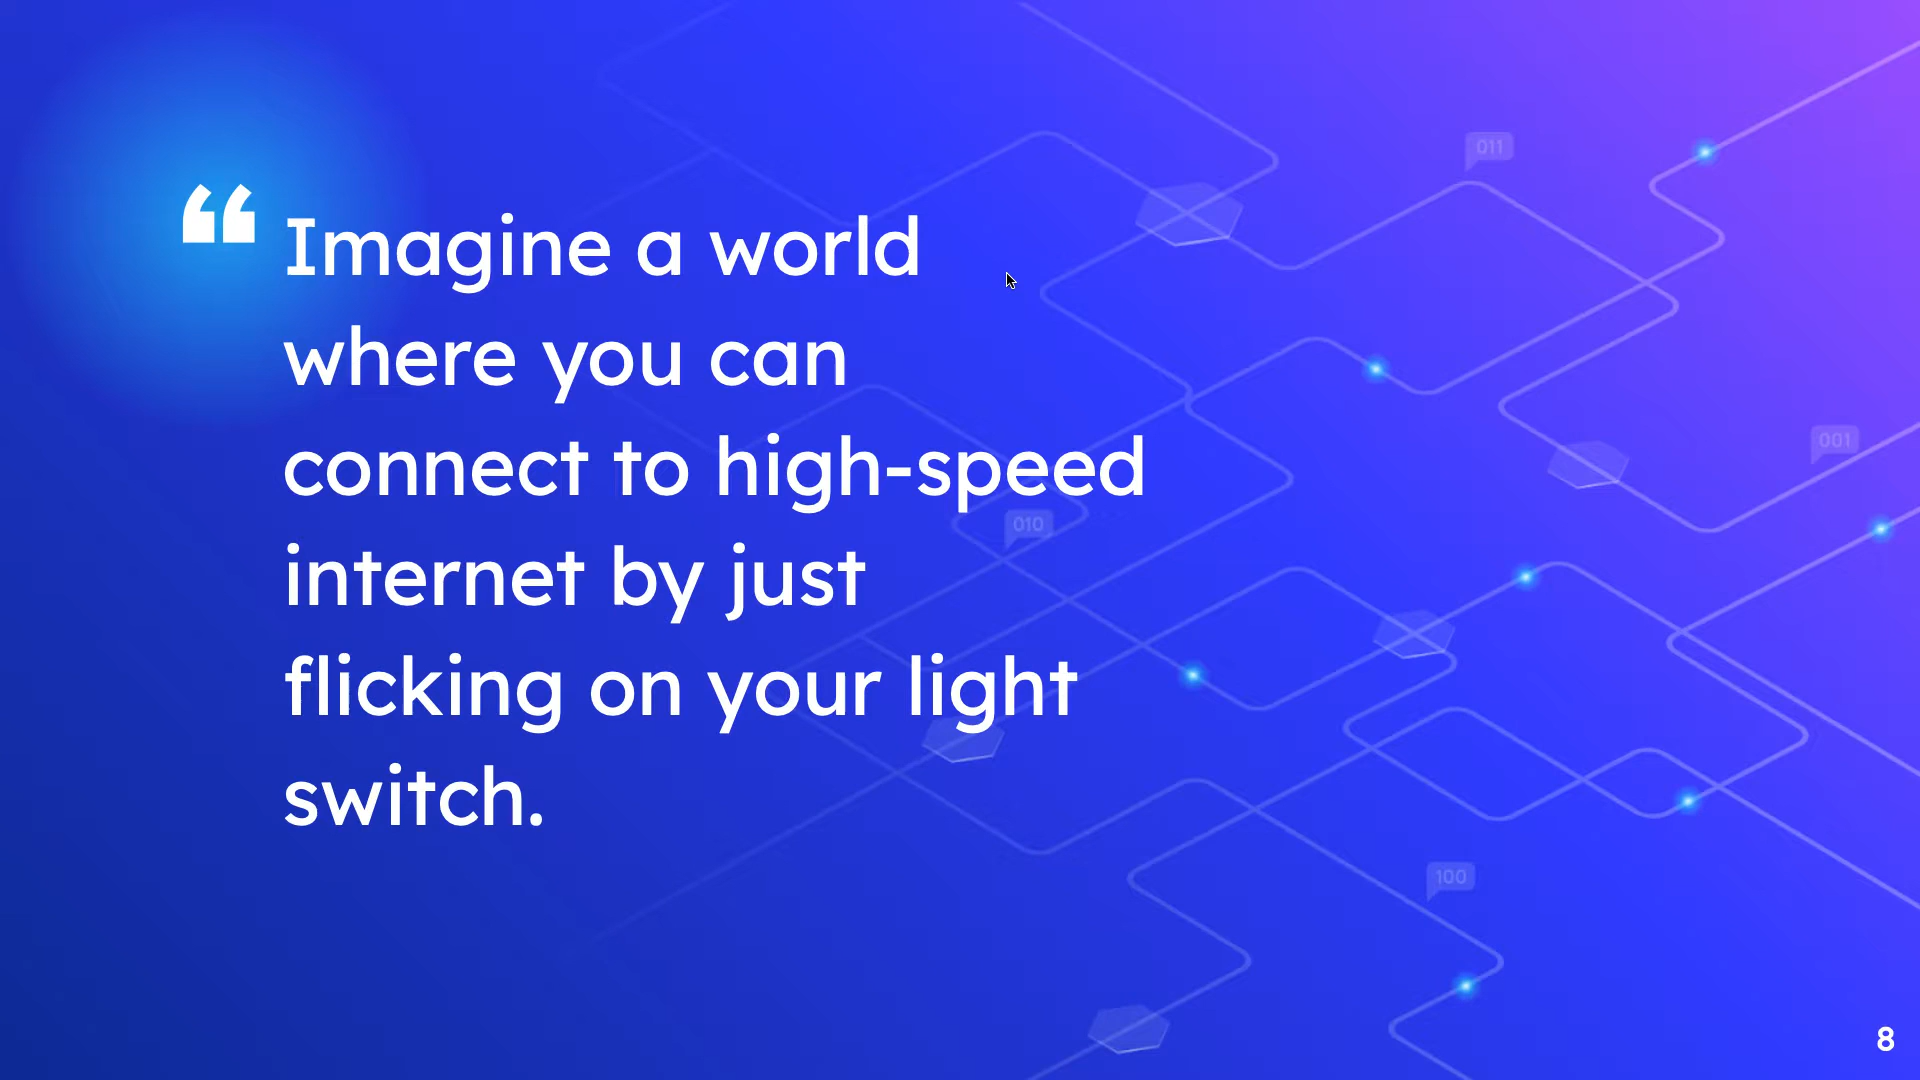 “ Imagine a world
where you can
connect to high-speed
internet by just
flicking on your light
switch.
011
001
010
100
8